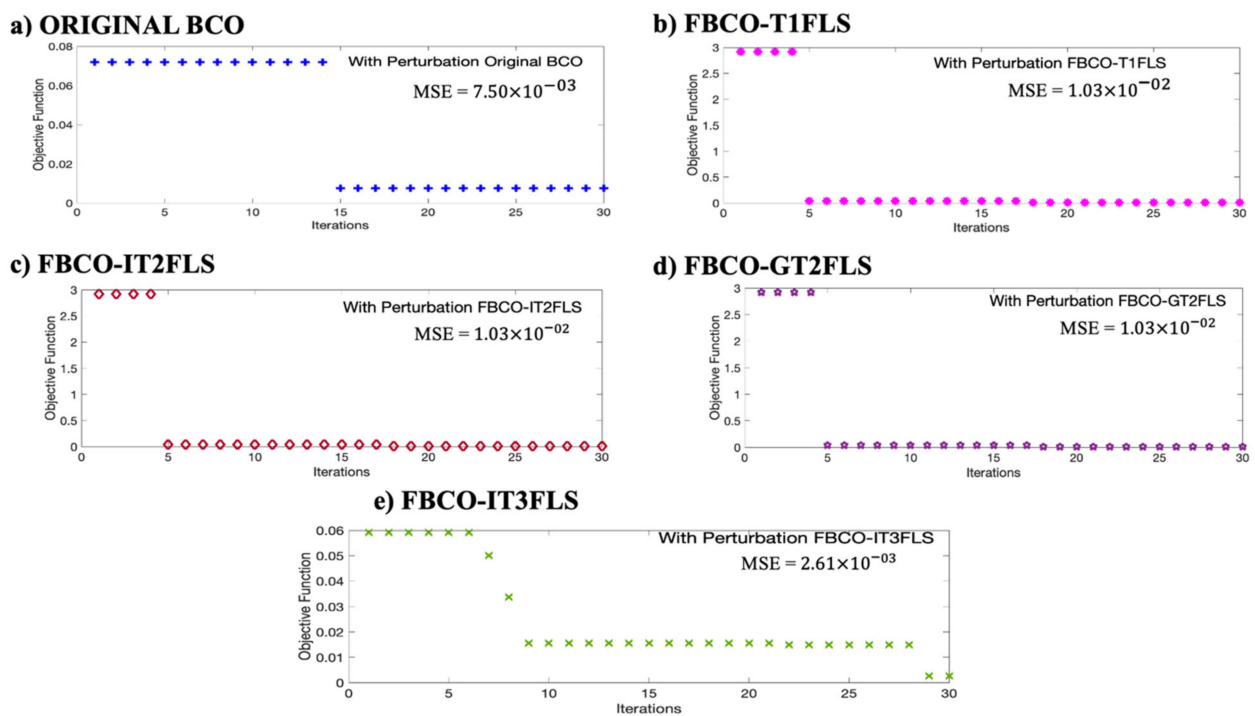 a) ORIGINAL BCO
With Perturbation Original BCO
MSE = 7.50×10⁻⁰³
Objective Function
0.08
0.06
0.04
0.02
0
0 5 10 15 20 25 30
Iterations
b) FBCO-T1FLS
With Perturbation FBCO-T1FLS
MSE = 1.03×10⁻⁰²
Objective Function
3
2.5
2
1.5
1
0.5
0
0 5 10 15 20 25 30
Iterations
c) FBCO-IT2FLS
With Perturbation FBCO-IT2FLS
MSE = 1.03×10⁻⁰²
Objective Function
3
2.5
2
1.5
1
0.5
0
0 5 10 15 20 25 30
Iterations
d) FBCO-GT2FLS
With Perturbation FBCO-GT2FLS
MSE = 1.03×10⁻⁰²
Objective Function
3
2.5
2
1.5
1
0.5
0
0 5 10 15 20 25 30
Iterations
e) FBCO-IT3FLS
With Perturbation FBCO-IT3FLS
MSE = 2.61×10⁻⁰³
Objective Function
0.06
0.05
0.04
0.03
0.02
0.01
0
0 5 10 15 20 25 30
Iterations